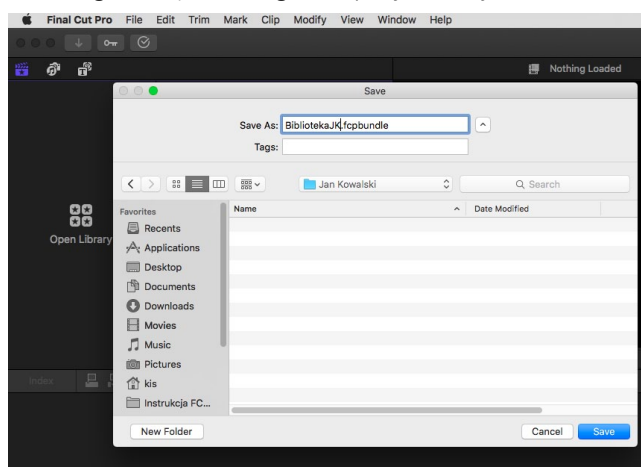 Final Cut Pro File Edit Trim Mark Clip Modify View Window Help
Nothing Loaded
Save
Save As: BibliotekaJK.fcpbundle
Tags:
Jan Kowalski
Search
Favorites
Name
Date Modified
Recents
Applications
Open Library
Desktop
Documents
Downloads
Movies
Music
Pictures
Index
kis
Instrukcja FC...
New Folder
Cancel
Save